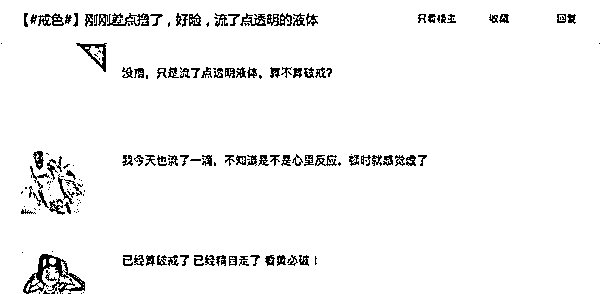 【#戒色#】刚刚差点撸了，好险，流了点透明的液体
只看楼主 收藏 回复
没撸，只是流了点透明液体，算不算破戒？
我今天也流了一滴，不知道是不是心里反应，顿时就感觉虚了
已经算破戒了 已经精目走了 看黄必破！